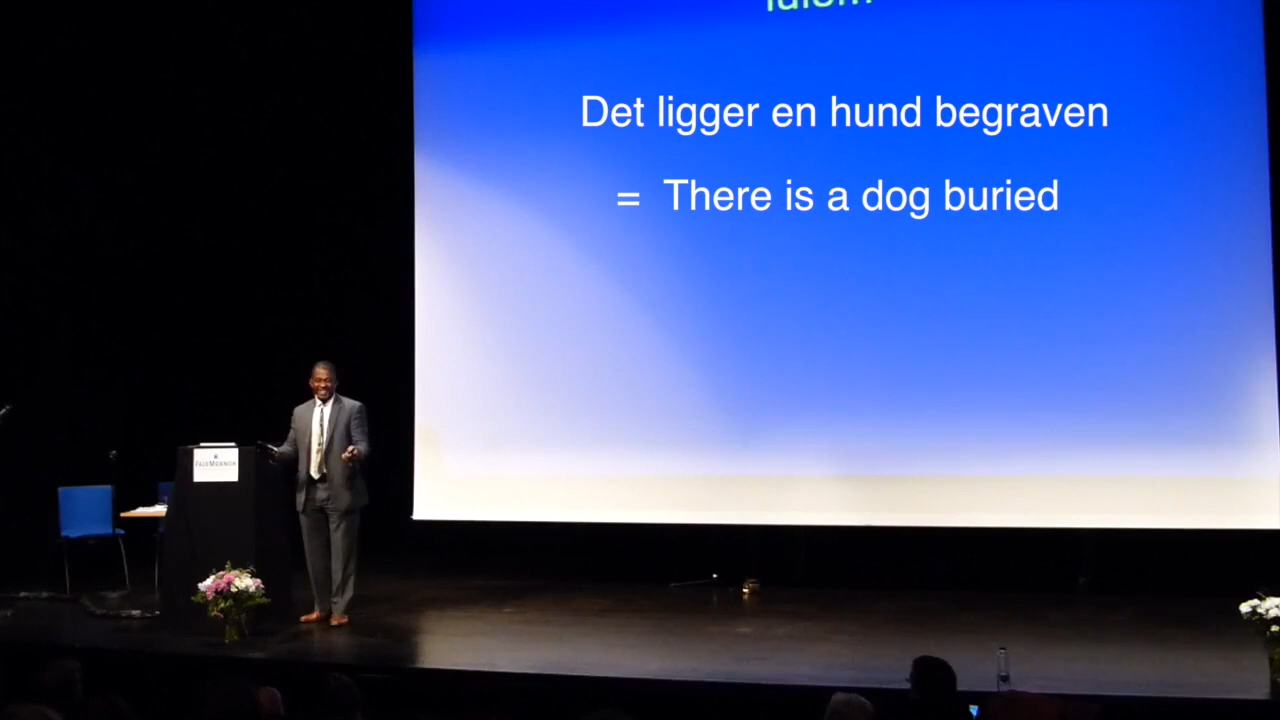 Det ligger en hund begraven
= There is a dog buried